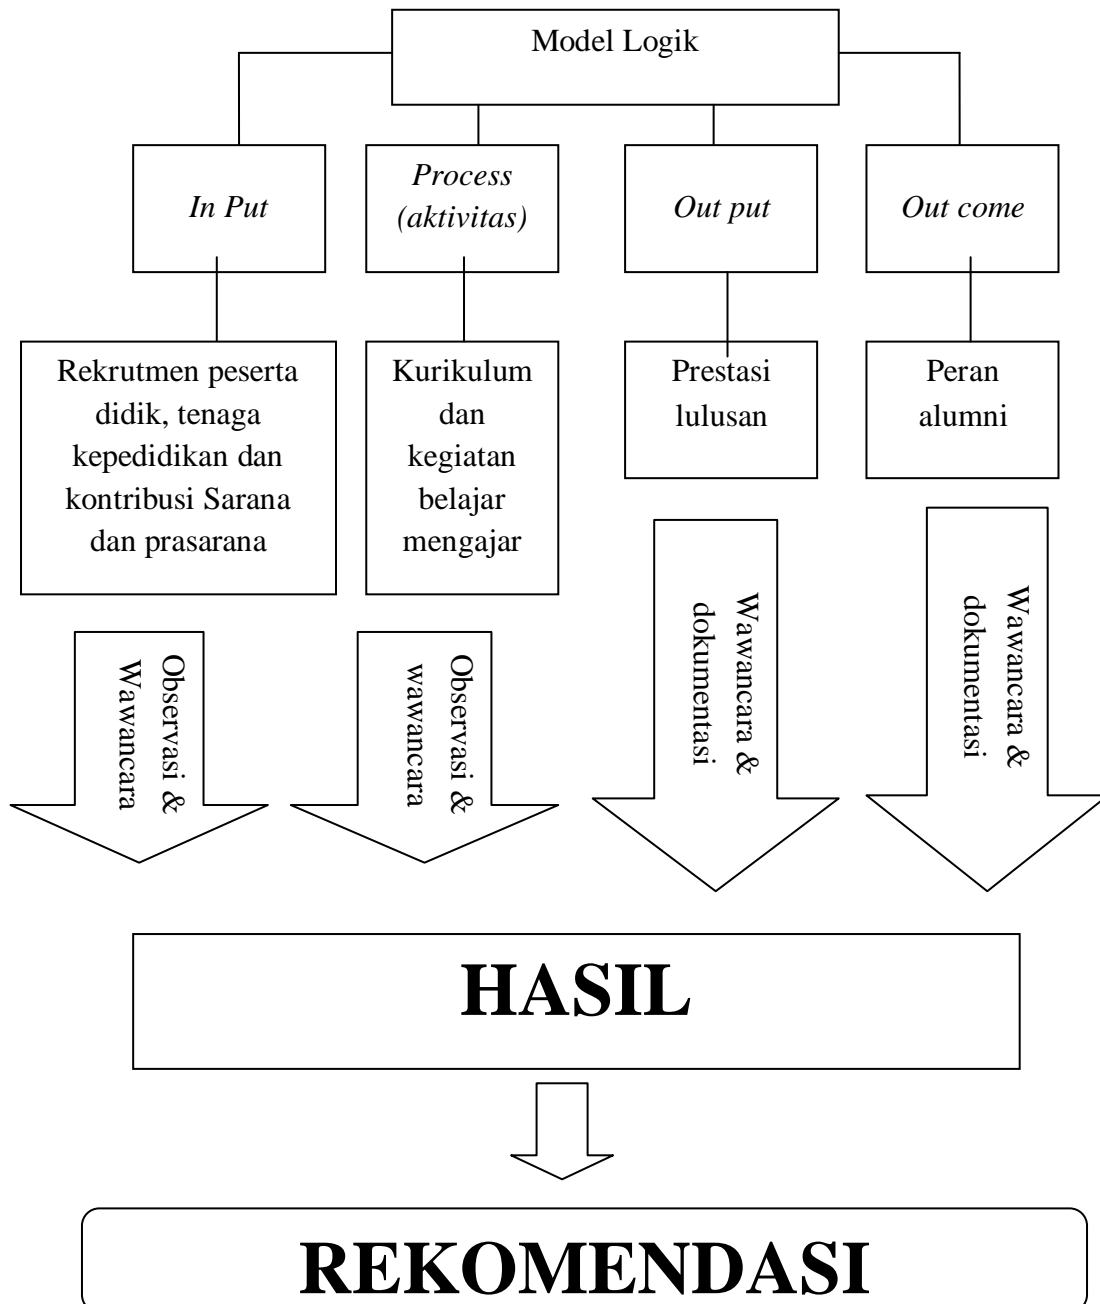 Model Logik
In Put
Process
(aktivitas)
Out put
Out come
Rekrutmen peserta
didik, tenaga
kepedidikan dan
kontribusi Sarana
dan prasarana
Kurikulum
dan
kegiatan
belajar
mengajar
Prestasi
lulusan
Peran
alumni
Observasi &
Wawancara
Observasi &
wawancara
Wawancara &
dokumentasi
Wawancara &
dokumentasi
HASIL
REKOMENDASI